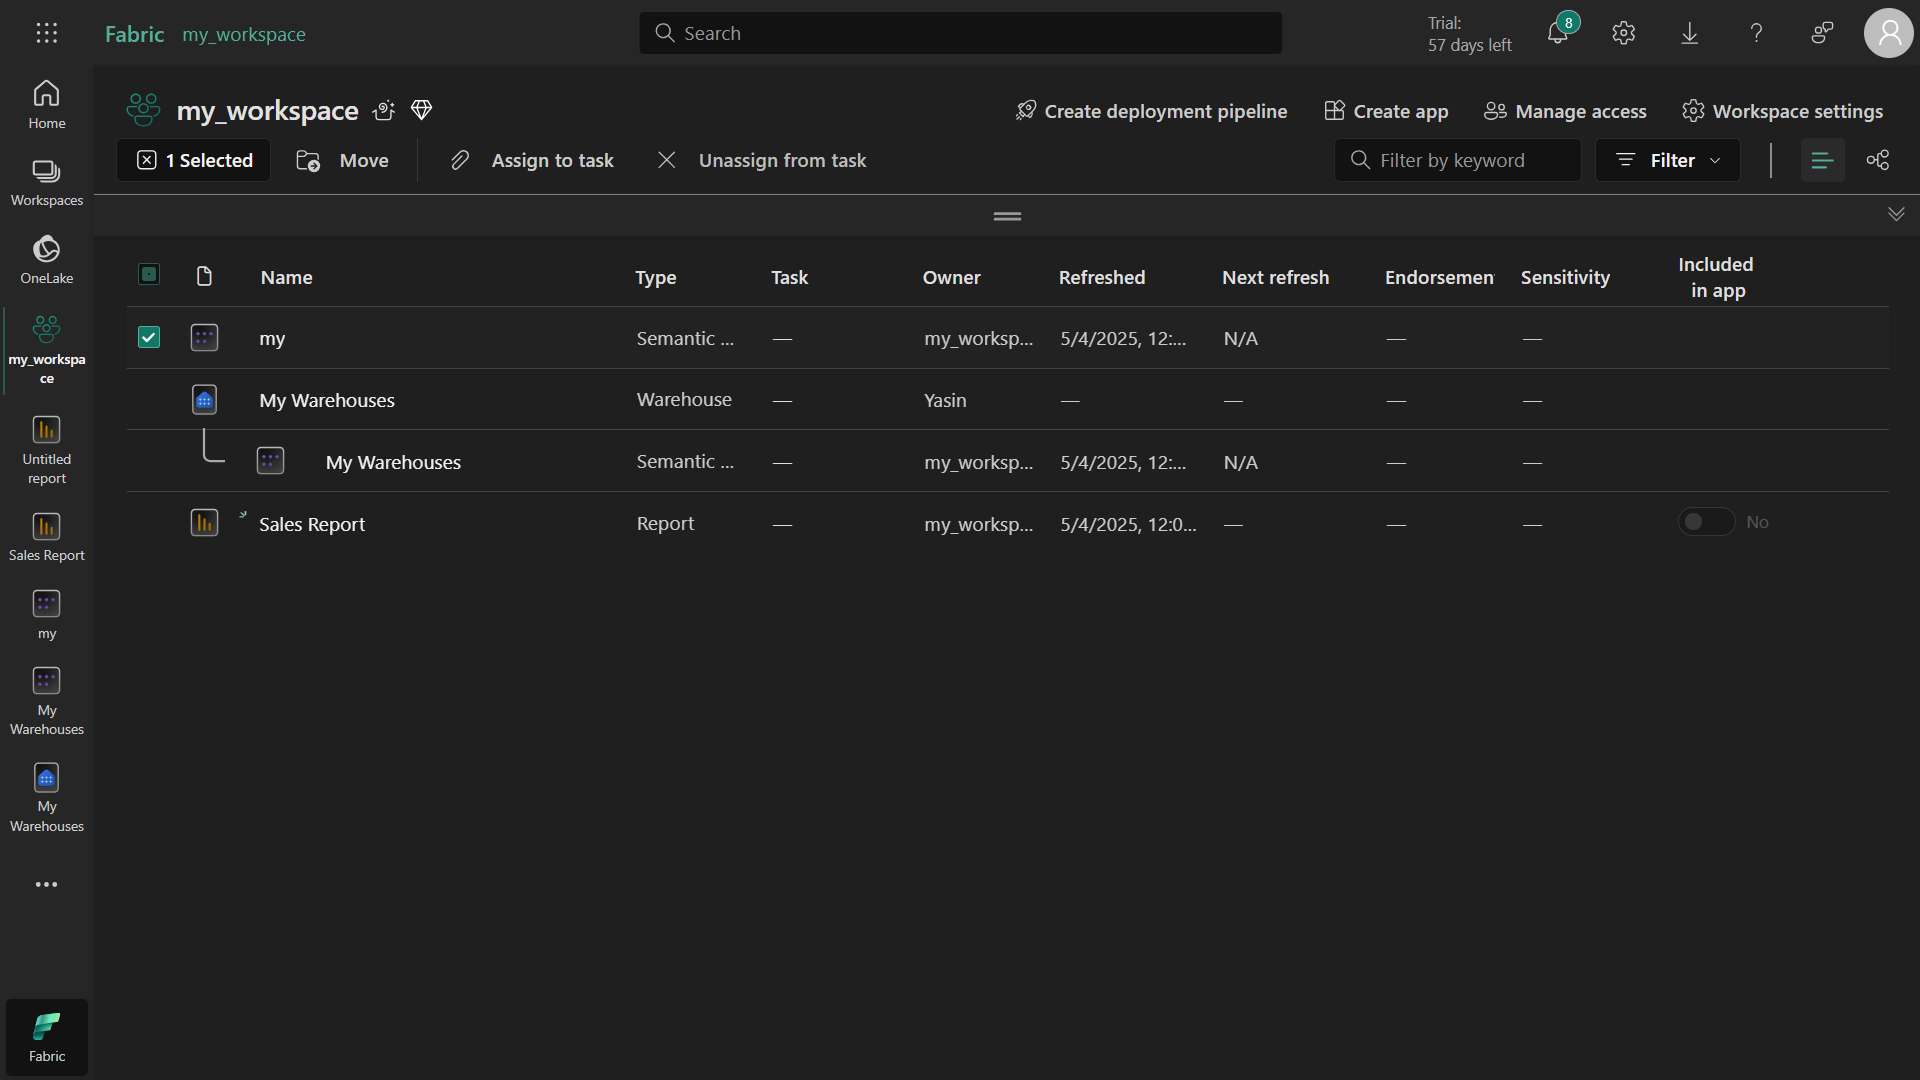 Fabric my_workspace
Search
Trial:
57 days left
8
Home
Workspaces
OneLake
my_workspa
ce
Untitled
report
Sales Report
my
My
Warehouses
My
Warehouses
Fabric
my_workspace
Create deployment pipeline
Create app
Manage access
Workspace settings
1 Selected
Move
Assign to task
Unassign from task
Filter by keyword
Filter
Name Type Task Owner Refreshed Next refresh Endorsemen Sensitivity Included
in app
my Semantic ... — my_worksp... 5/4/2025, 12:... N/A — —
My Warehouses Warehouse — Yasin — — — —
My Warehouses Semantic ... — my_worksp... 5/4/2025, 12:... N/A — —
Sales Report Report — my_worksp... 5/4/2025, 12:0... — — — No